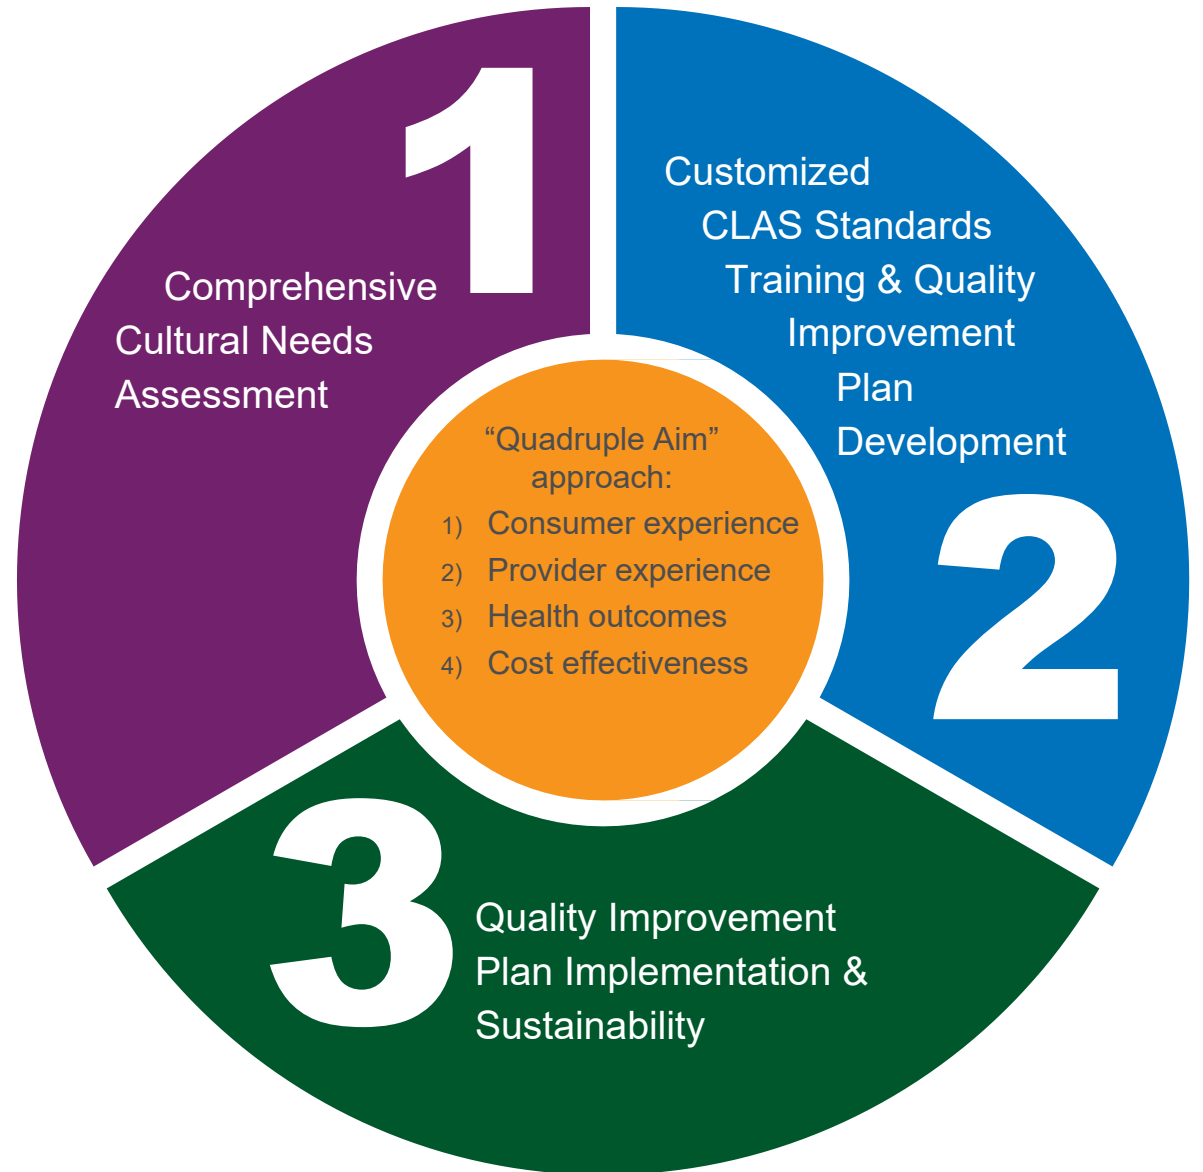 1
Comprehensive
Cultural Needs
Assessment
Customized
CLAS Standards
Training & Quality
Improvement
Plan
Development
2
“Quadruple Aim”
approach:
1) Consumer experience
2) Provider experience
3) Health outcomes
4) Cost effectiveness
3
Quality Improvement
Plan Implementation &
Sustainability